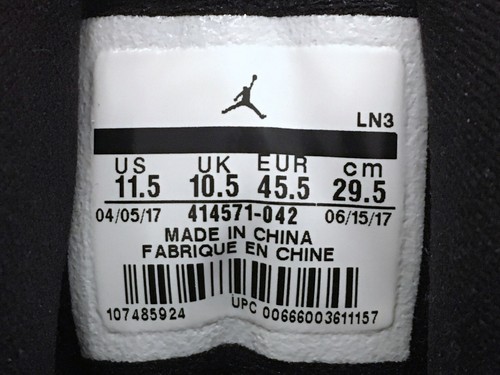 LN3
US UK EUR cm
11.5 10.5 45.5 29.5
04/05/17 414571-042 06/15/17
MADE IN CHINA
FABRIQUE EN CHINE
107485924 UPC 00666003611157